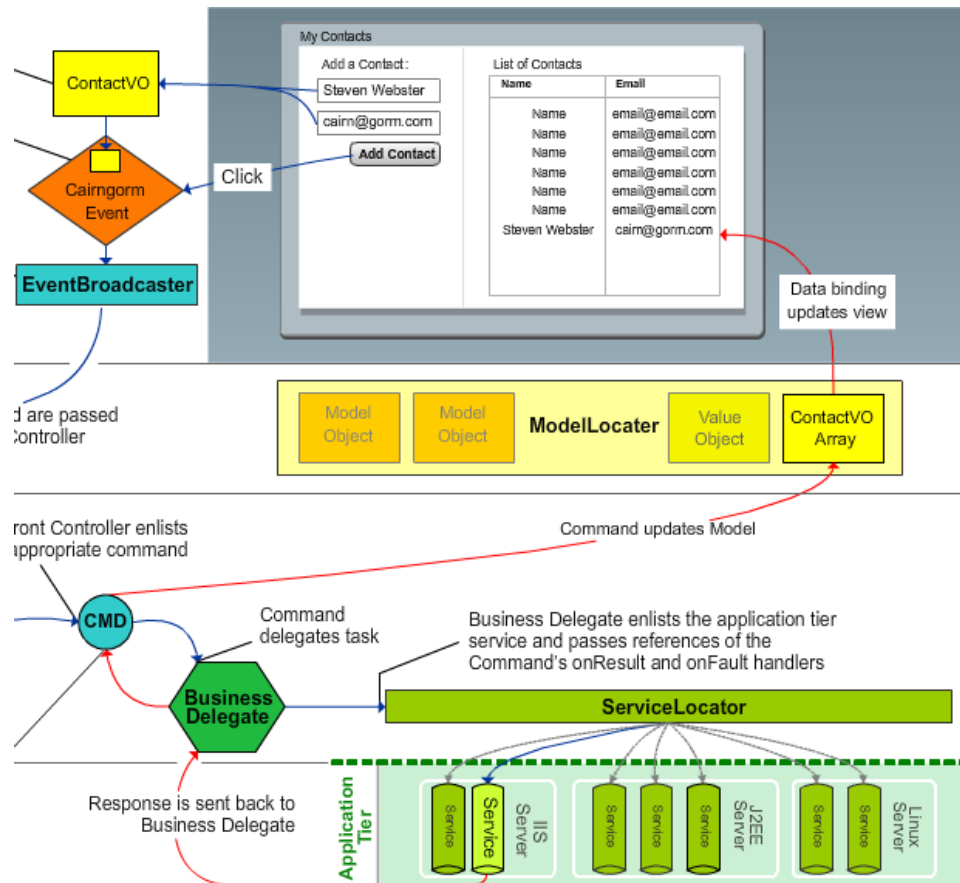 My Contacts
Add a Contact :
List of Contacts
Name Email
Steven Webster
cairn@gorm.com
Add Contact
Name email@email.com
Name email@email.com
Name email@email.com
Name email@email.com
Name email@email.com
Name email@email.com
Steven Webster cairn@gorm.com
ContactVO
Cairngorm
Event
Click
EventBroadcaster
Data binding
updates view
d are passed
Controller
Model
Object
Model
Object
ModelLocater
Value
Object
ContactVO
Array
Command updates Model
ront Controller enlists
appropriate command
CMD
Command
delegates task
Business Delegate enlists the application tier
service and passes references of the
Command's onResult and onFault handlers
Business
Delegate
ServiceLocator
Response is sent back to
Business Delegate
Application
Tier
Service
Service
IIS
Server
Service
Service
Service
J2EE
Server
Service
Service
Linux
Server